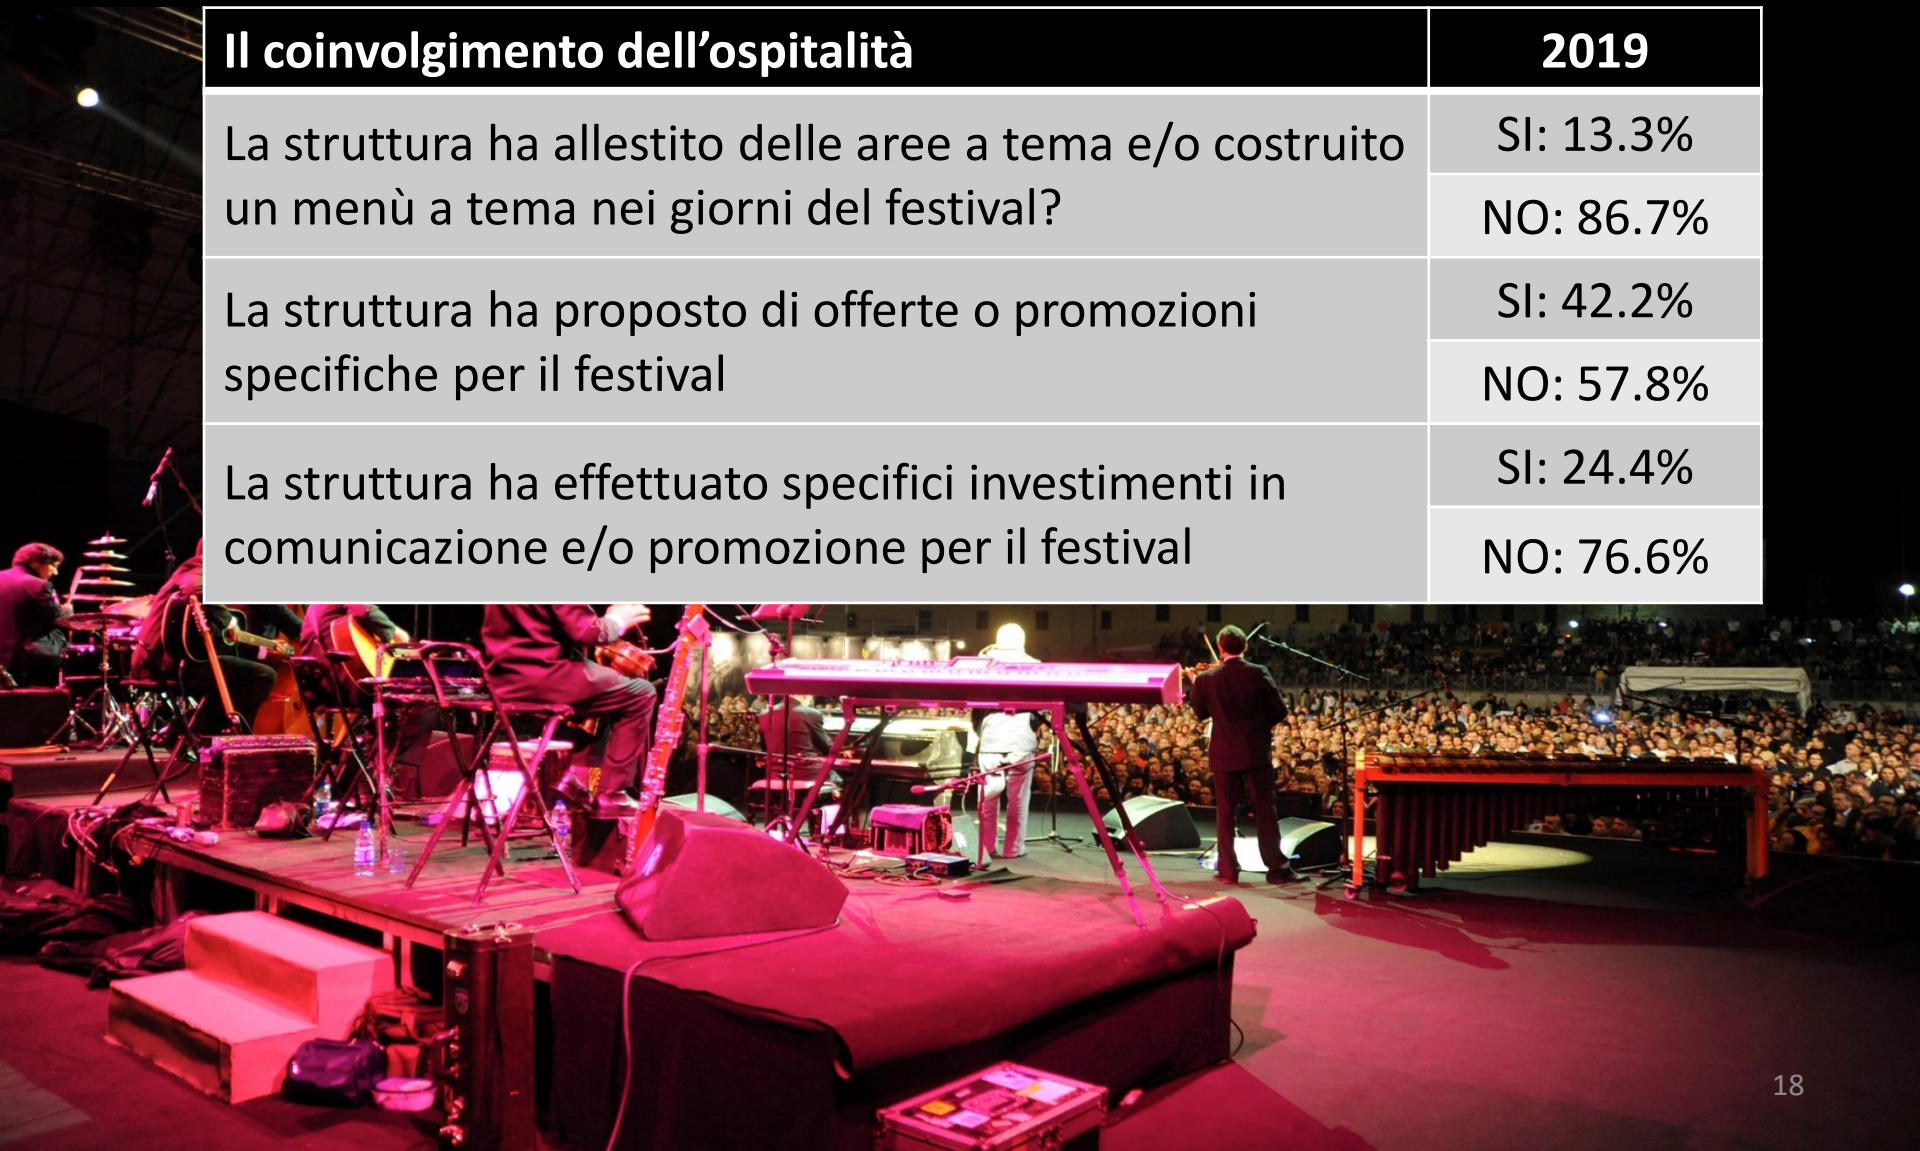 Il coinvolgimento dell’ospitalità 2019
La struttura ha allestito delle aree a tema e/o costruito
un menù a tema nei giorni del festival?
SI: 13.3%
NO: 86.7%
La struttura ha proposto di offerte o promozioni
specifiche per il festival
SI: 42.2%
NO: 57.8%
La struttura ha effettuato specifici investimenti in
comunicazione e/o promozione per il festival
SI: 24.4%
NO: 76.6%
18